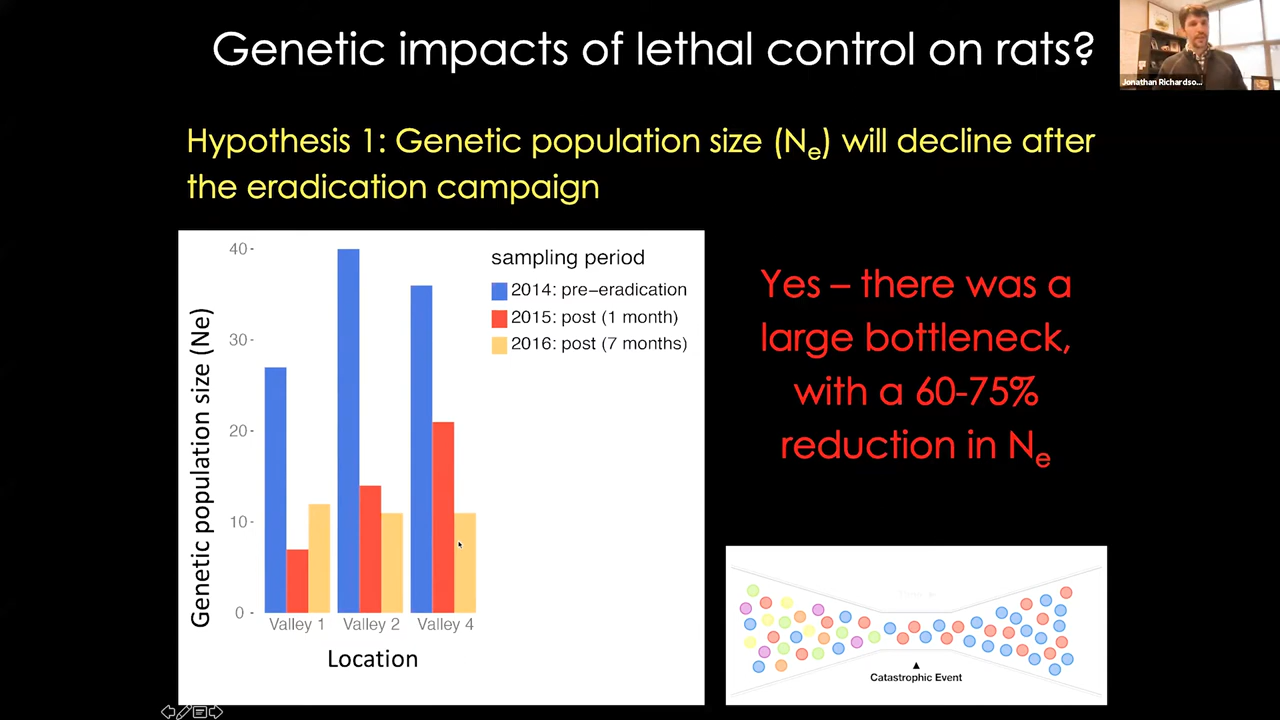 Genetic impacts of lethal control on rats?
Jonathan Richardso...
Hypothesis 1: Genetic population size (Ne) will decline after
the eradication campaign
Genetic population size (Ne)
40
30
20
10
0
sampling period
2014: pre–eradication
2015: post (1 month)
2016: post (7 months)
Valley 1 Valley 2 Valley 4
Location
Yes – there was a
large bottleneck,
with a 60-75%
reduction in Ne
Catastrophic Event